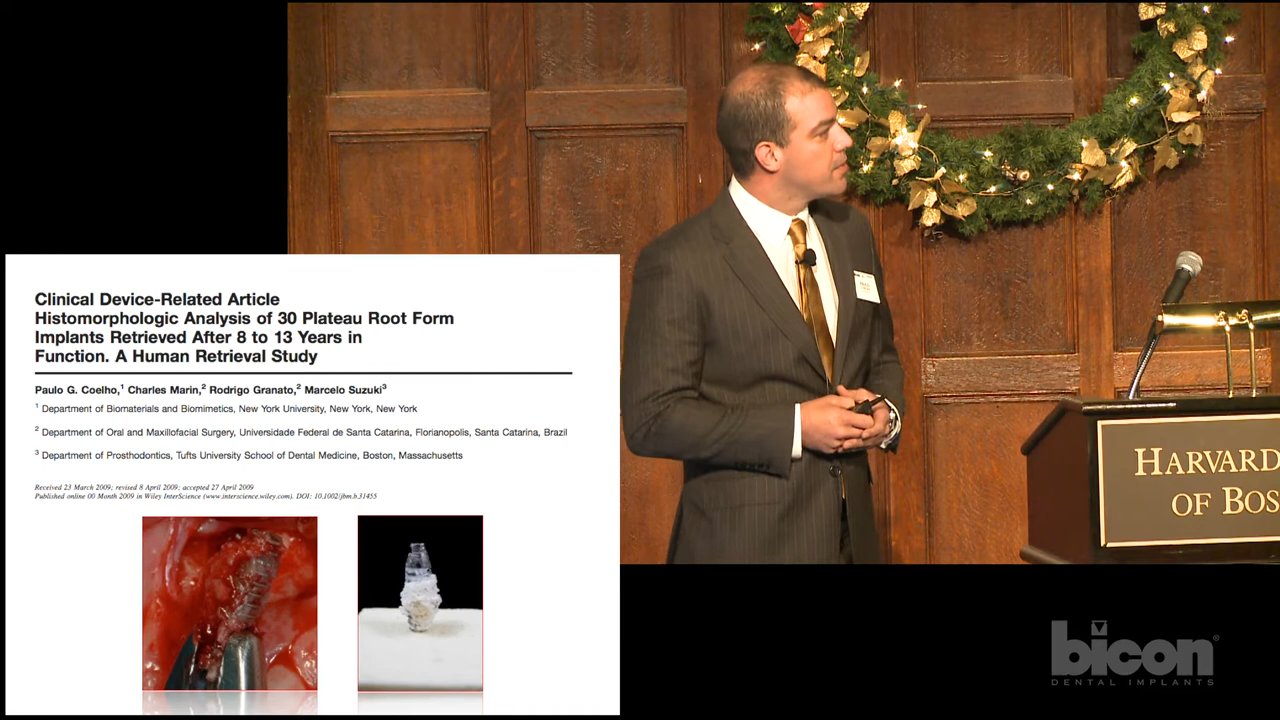 Clinical Device-Related Article
Histomorphologic Analysis of 30 Plateau Root Form
Implants Retrieved After 8 to 13 Years in
Function. A Human Retrieval Study
Paulo G. Coelho,¹ Charles Marin,² Rodrigo Granato,² Marcelo Suzuki³
¹ Department of Biomaterials and Biomimetics, New York University, New York, New York
² Department of Oral and Maxillofacial Surgery, Universidade Federal de Santa Catarina, Florianopolis, Santa Catarina, Brazil
³ Department of Prosthodontics, Tufts University School of Dental Medicine, Boston, Massachusetts
Received 23 March 2009; revised 8 April 2009; accepted 27 April 2009
Published online 00 Month 2009 in Wiley InterScience (www.interscience.wiley.com). DOI: 10.1002/jbm.b.31455
HARVARD
OF BOS
bicon®
DENTAL IMPLANTS